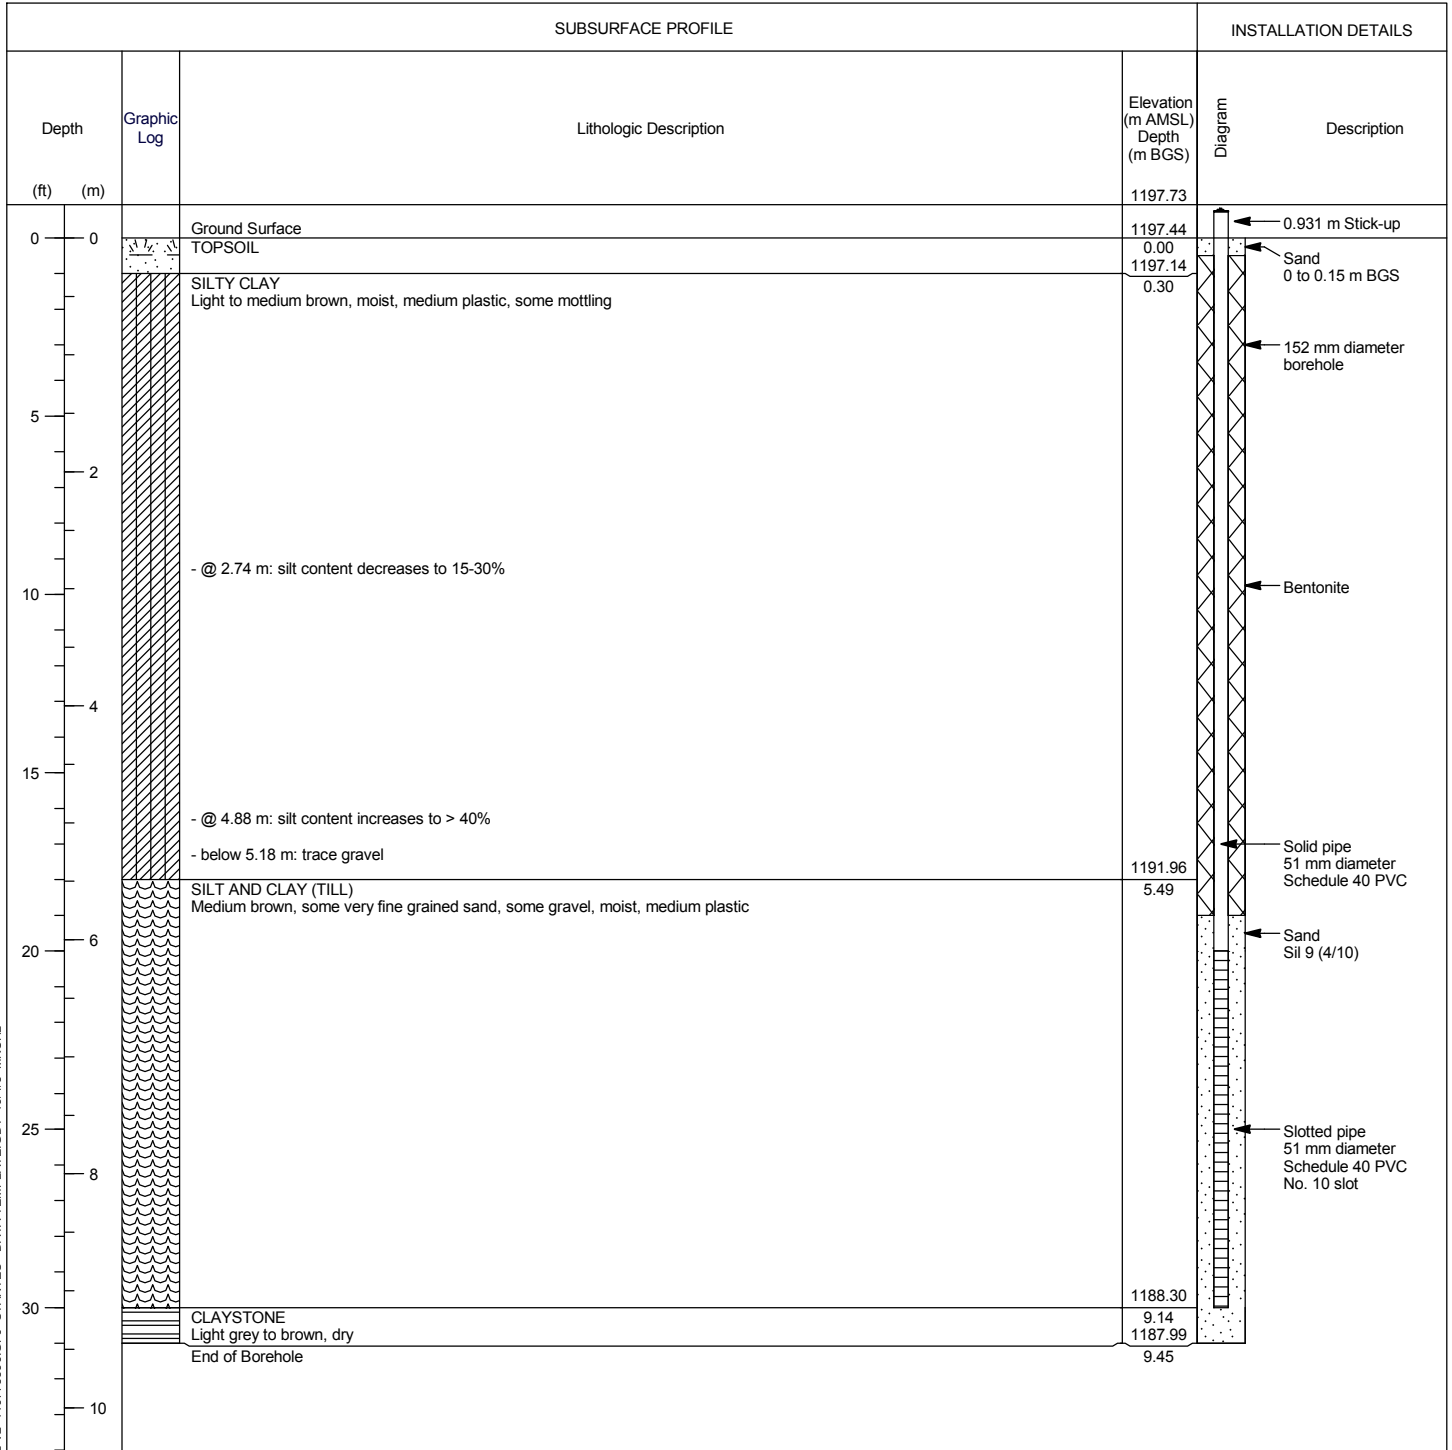 SUBSURFACE PROFILE
INSTALLATION DETAILS
Depth
(ft) (m)
Graphic
Log
Lithologic Description
Elevation
(m AMSL)
Depth
(m BGS)
1197.73
Diagram
Description
Ground Surface
1197.44
0.931 m Stick-up
0 0
TOPSOIL
0.00
1197.14
Sand
0 to 0.15 m BGS
SILTY CLAY
0.30
Light to medium brown, moist, medium plastic, some mottling
152 mm diameter
borehole
5
2
- @ 2.74 m: silt content decreases to 15-30%
10
Bentonite
4
15
- @ 4.88 m: silt content increases to > 40%
- below 5.18 m: trace gravel
1191.96
Solid pipe
51 mm diameter
Schedule 40 PVC
SILT AND CLAY (TILL)
5.49
Medium brown, some very fine grained sand, some gravel, moist, medium plastic
6
20
Sand
Sil 9 (4/10)
25
8
Slotted pipe
51 mm diameter
Schedule 40 PVC
No. 10 slot
1188.30
30
CLAYSTONE
9.14
Light grey to brown, dry
1187.99
End of Borehole
9.45
10